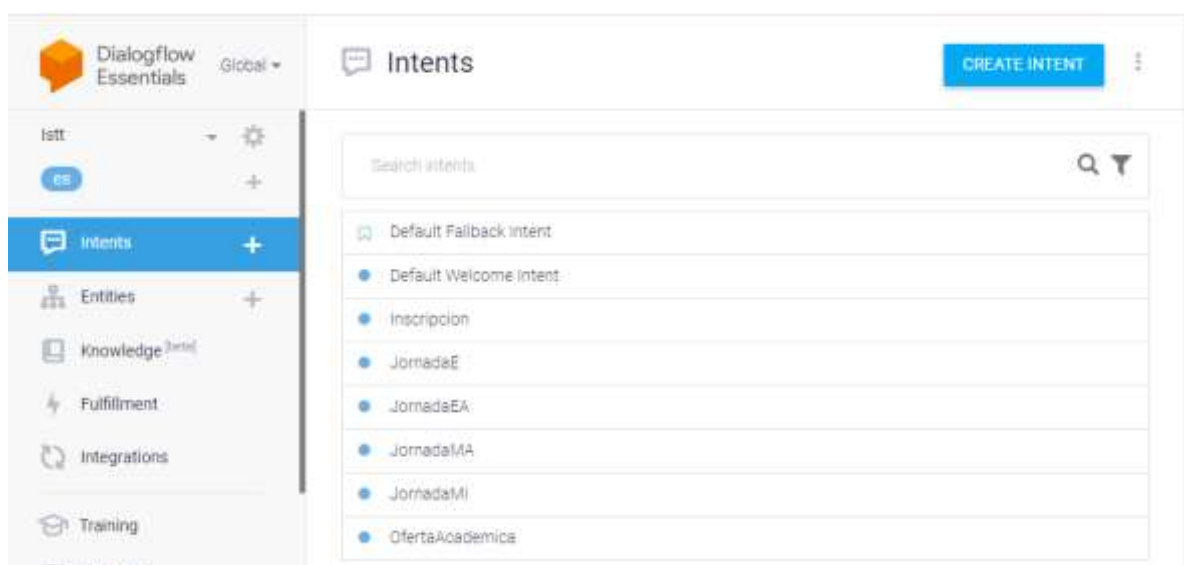 Dialogflow
Essentials
Global
Intents
CREATE INTENT
Istt
es
Search intents
Intents
Entities
Knowledge [beta]
Fulfillment
Integrations
Training
Default Fallback Intent
Default Welcome Intent
Inscripcion
JornadaE
JornadaEA
JornadaMA
JornadaMi
OfertaAcademica